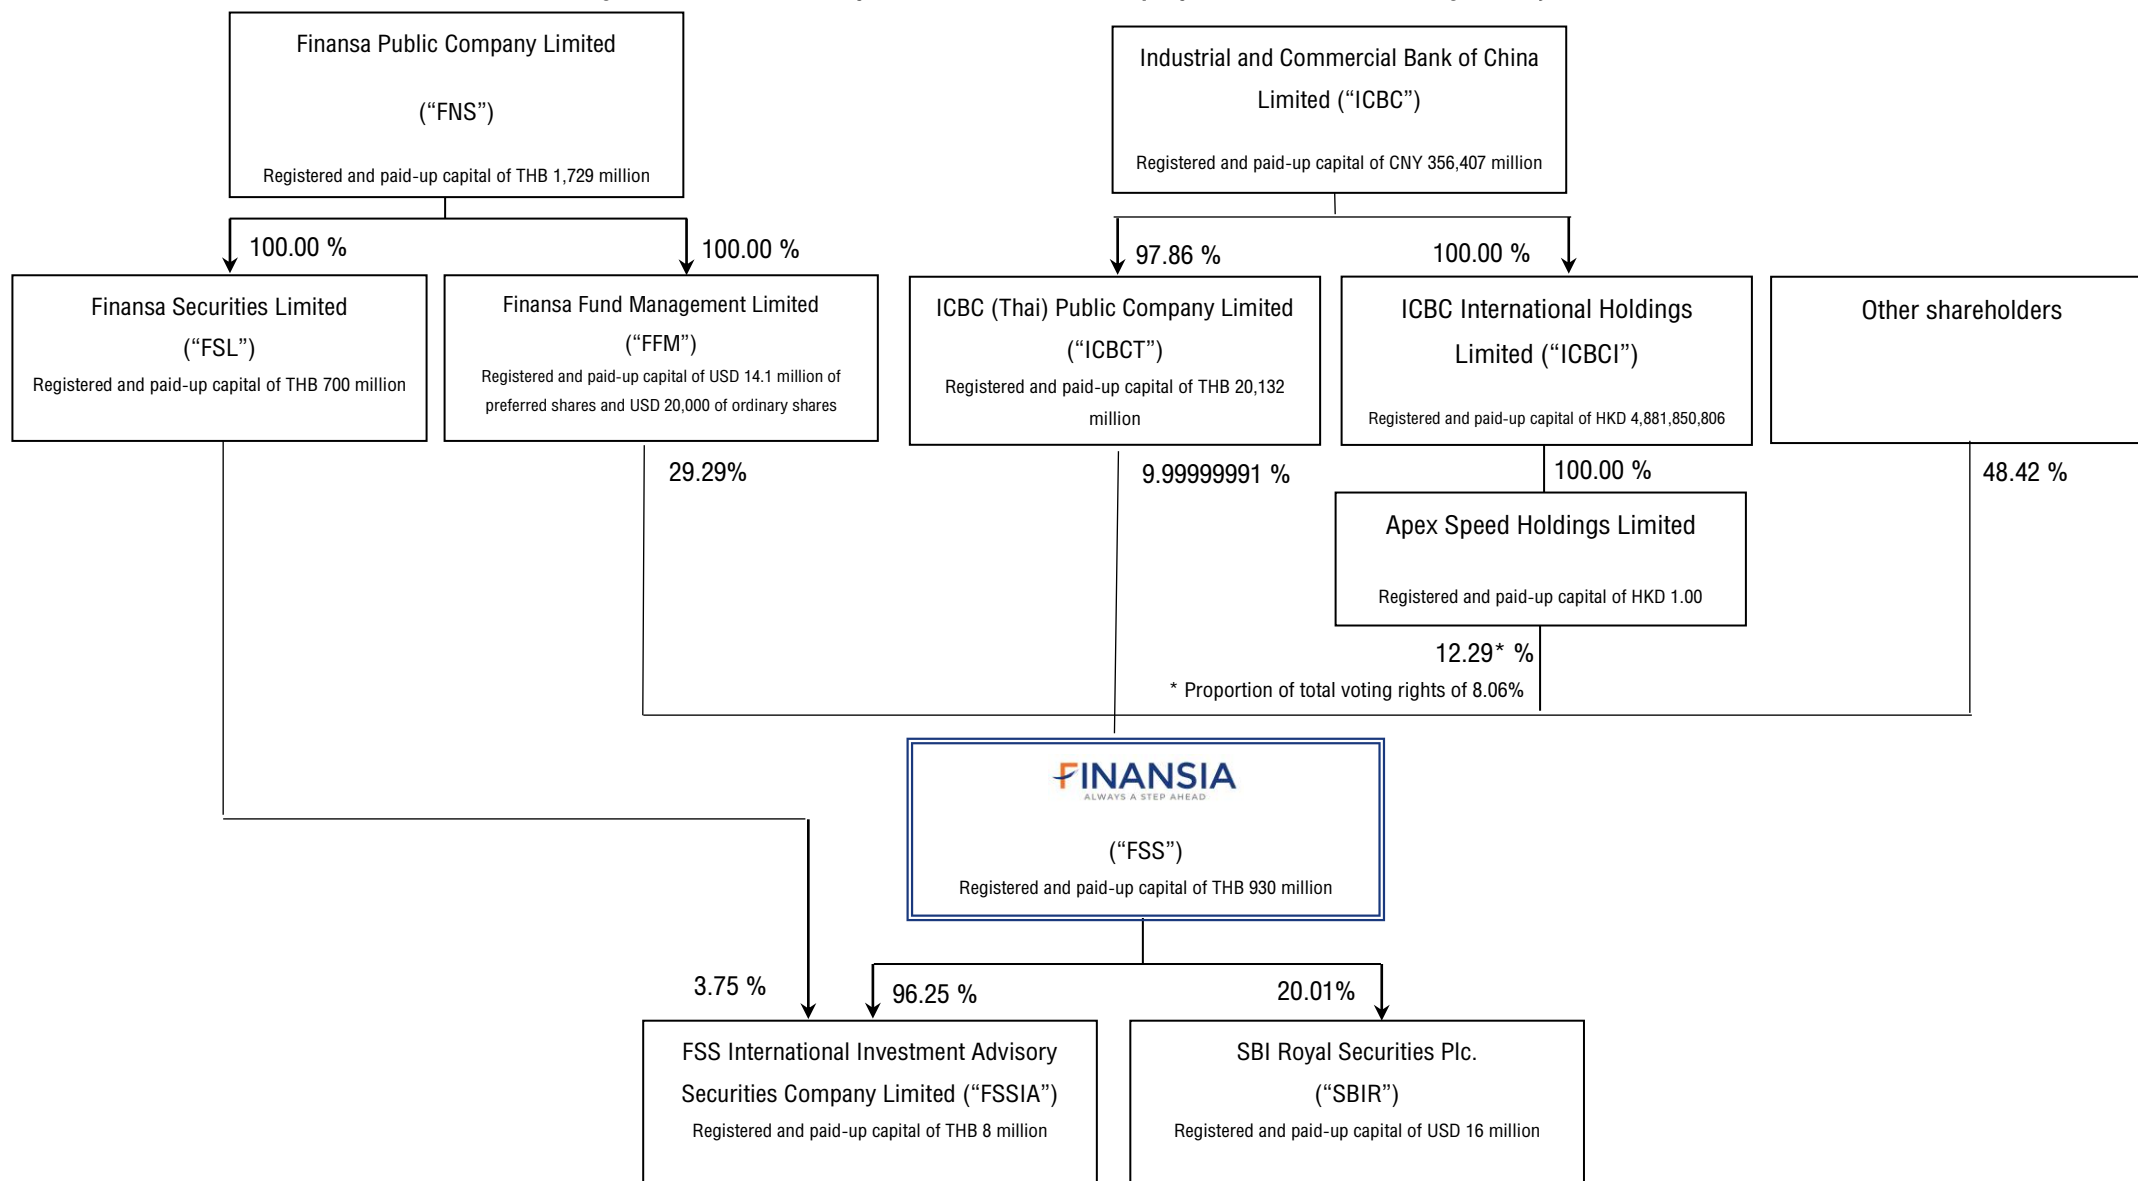 Finansa Public Company Limited
(“FNS”)
Registered and paid-up capital of THB 1,729 million
Industrial and Commercial Bank of China
Limited (“ICBC”)
Registered and paid-up capital of CNY 356,407 million
100.00 %
100.00 %
97.86 %
100.00 %
Finansa Securities Limited
(“FSL”)
Registered and paid-up capital of THB 700 million
Finansa Fund Management Limited
(“FFM”)
Registered and paid-up capital of USD 14.1 million of
preferred shares and USD 20,000 of ordinary shares
ICBC (Thai) Public Company Limited
(“ICBCT”)
Registered and paid-up capital of THB 20,132
million
ICBC International Holdings
Limited (“ICBCI”)
Registered and paid-up capital of HKD 4,881,850,806
Other shareholders
29.29%
9.99999991 %
100.00 %
48.42 %
Apex Speed Holdings Limited
Registered and paid-up capital of HKD 1.00
12.29* %
* Proportion of total voting rights of 8.06%
FINANSIA
ALWAYS A STEP AHEAD
(“FSS”)
Registered and paid-up capital of THB 930 million
3.75 %
96.25 %
20.01%
FSS International Investment Advisory
Securities Company Limited (“FSSIA”)
Registered and paid-up capital of THB 8 million
SBI Royal Securities Plc.
(“SBIR”)
Registered and paid-up capital of USD 16 million